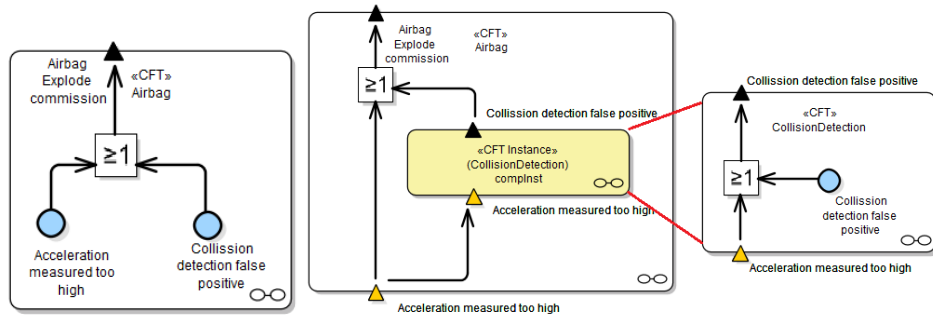 Airbag
Explode
commission
«CFT»
Airbag
≥1
Acceleration
measured too
high
Collission
detection false
positive
Airbag
Explode
commission
«CFT»
Airbag
≥1
Collission detection false positive
«CFT Instance»
(CollisionDetection)
compInst
Acceleration measured too high
Acceleration measured too high
Collission detection false positive
«CFT»
CollisionDetection
≥1
Collission
detection false
positive
Acceleration measured too high